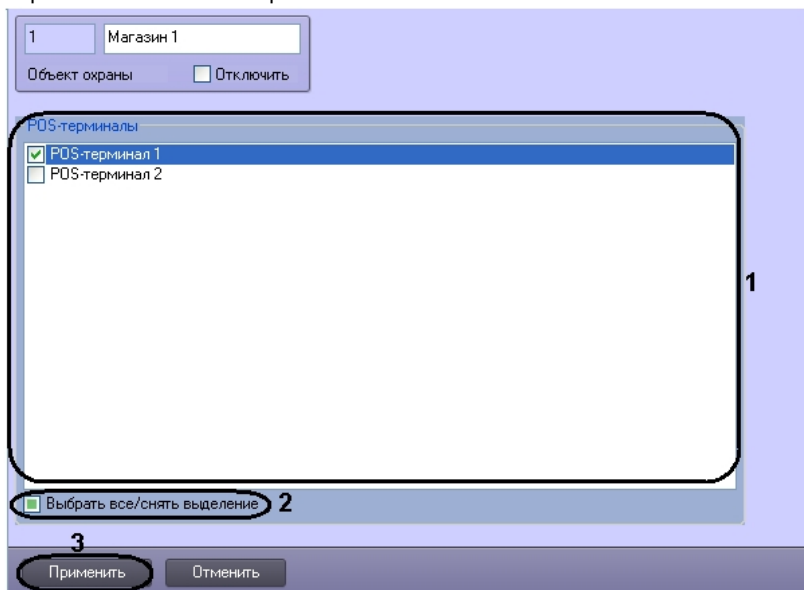 1 Магазин 1
Объект охраны Отключить
POS-терминалы
POS-терминал 1
POS-терминал 2
1
Выбрать все/снять выделение 2
3
Применить Отменить